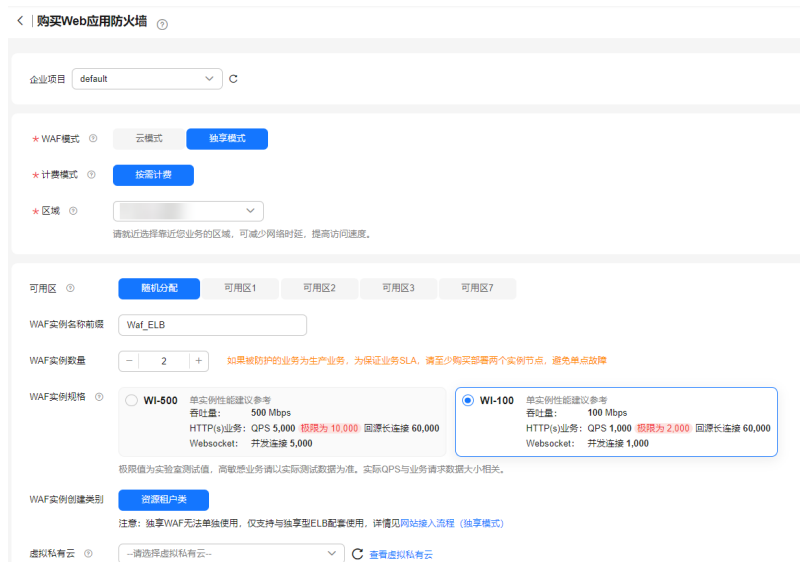 购买Web应用防火墙 ?
企业项目 default
* WAF模式 ? 云模式 独享模式
* 计费模式 ? 按需计费
* 区域 ?
请就近选择靠近您业务的区域，可减少网络时延，提高访问速度。
可用区 ? 随机分配 可用区1 可用区2 可用区3 可用区7
WAF实例名称前缀 Waf_ELB
WAF实例数量 − 2 + 如果被防护的业务为生产业务，为保证业务SLA，请至少购买部署两个实例节点，避免单点故障
WAF实例规格 ? WI-500 单实例性能建议参考
吞吐量： 500 Mbps
HTTP(s)业务： QPS 5,000 极限为 10,000 回源长连接 60,000
Websocket： 并发连接 5,000
WI-100 单实例性能建议参考
吞吐量： 100 Mbps
HTTP(s)业务： QPS 1,000 极限为 2,000 回源长连接 60,000
Websocket： 并发连接 1,000
极限值为实验室测试值，高敏感业务请以实际测试数据为准。实际QPS与业务请求数据大小相关。
WAF实例创建类别 资源租户类
注意：独享WAF无法单独使用，仅支持与独享型ELB配套使用，详情见网站接入流程（独享模式）
虚拟私有云 ? --请选择虚拟私有云-- 查看虚拟私有云